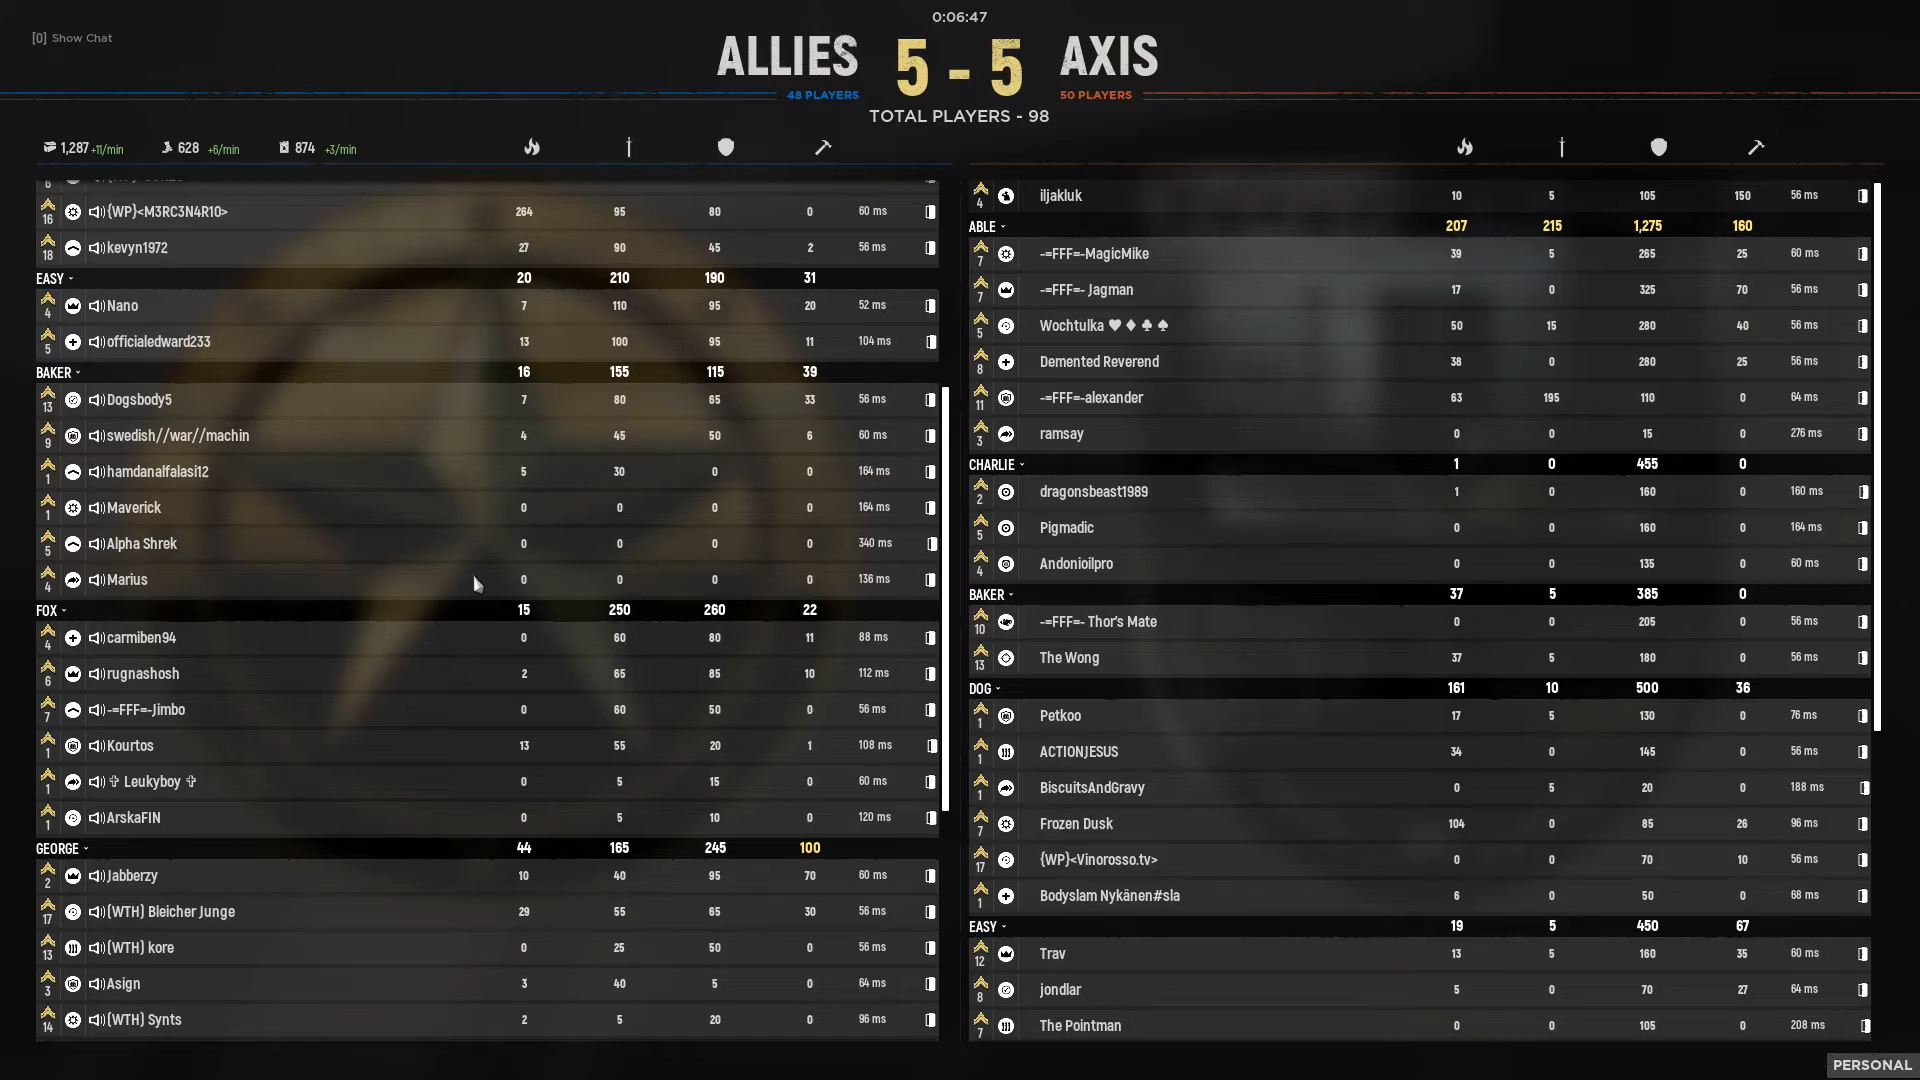 0:06:47
[0] Show Chat
ALLIES 5 - 5 AXIS
48 PLAYERS 50 PLAYERS
TOTAL PLAYERS - 98
1,287 +11/min 628 +6/min 874 +3/min
6
16 {WP}<M3RC3N4R10> 264 95 80 0 60 ms
18 kevyn1972 27 90 45 2 56 ms
EASY 20 210 190 31
4 Nano 7 110 95 20 52 ms
5 officialedward233 13 100 95 11 104 ms
BAKER 16 155 115 39
13 Dogsbody5 7 80 65 33 56 ms
9 swedish//war//machin 4 45 50 6 60 ms
1 hamdanalfalasi12 5 30 0 0 164 ms
1 Maverick 0 0 0 0 164 ms
5 Alpha Shrek 0 0 0 0 340 ms
4 Marius 0 0 0 0 136 ms
FOX 15 250 260 22
4 carmiben94 0 60 80 11 88 ms
6 rugnashosh 2 65 85 10 112 ms
7 -=FFF=-Jimbo 0 60 50 0 56 ms
1 Kourtos 13 55 20 1 108 ms
1 ✞ Leukyboy ✞ 0 5 15 0 60 ms
1 ArskaFIN 0 5 10 0 120 ms
GEORGE 44 165 245 100
2 Jabberzy 10 40 95 70 60 ms
17 (WTH) Bleicher Junge 29 55 65 30 56 ms
13 (WTH) kore 0 25 50 0 56 ms
3 Asign 3 40 5 0 64 ms
14 (WTH) Synts 2 5 20 0 96 ms
4 iljakluk 10 5 105 150 56 ms
ABLE 207 215 1,275 160
7 -=FFF=-MagicMike 39 5 265 25 60 ms
7 -=FFF=- Jagman 17 0 325 70 56 ms
5 Wochtulka ♥♦♣♠ 50 15 280 40 56 ms
8 Demented Reverend 38 0 280 25 56 ms
11 -=FFF=-alexander 63 195 110 0 64 ms
3 ramsay 0 0 15 0 276 ms
CHARLIE 1 0 455 0
2 dragonsbeast1989 1 0 160 0 160 ms
5 Pigmadic 0 0 160 0 164 ms
4 Andonioilpro 0 0 135 0 60 ms
BAKER 37 5 385 0
10 -=FFF=- Thor's Mate 0 0 205 0 56 ms
13 The Wong 37 5 180 0 56 ms
DOG 161 10 500 36
1 Petkoo 17 5 130 0 76 ms
1 ACTIONJESUS 34 0 145 0 56 ms
1 BiscuitsAndGravy 0 5 20 0 188 ms
7 Frozen Dusk 104 0 85 26 96 ms
17 {WP}<Vinorosso.tv> 0 0 70 10 56 ms
1 Bodyslam Nykänen#sla 6 0 50 0 68 ms
EASY 19 5 450 67
12 Trav 13 5 160 35 60 ms
8 jondlar 5 0 70 27 64 ms
7 The Pointman 0 0 105 0 208 ms
PERSONAL